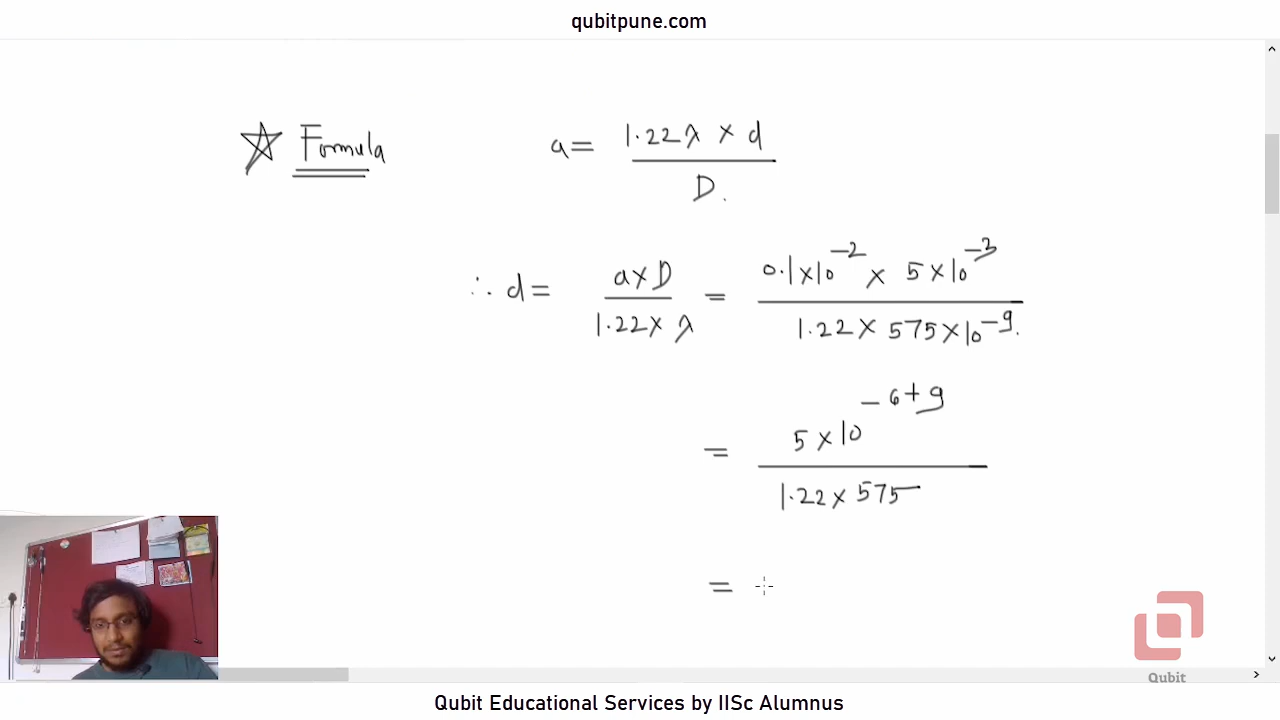 qubitpune.com
☆ Formula a = 1.22λ × d / D.
∴ d = a×D / 1.22×λ = 0.1×10⁻² × 5×10⁻³ / 1.22×575×10⁻⁹.
= 5×10⁻⁶⁺⁹ / 1.22×575
=
Qubit
Qubit Educational Services by IISc Alumnus